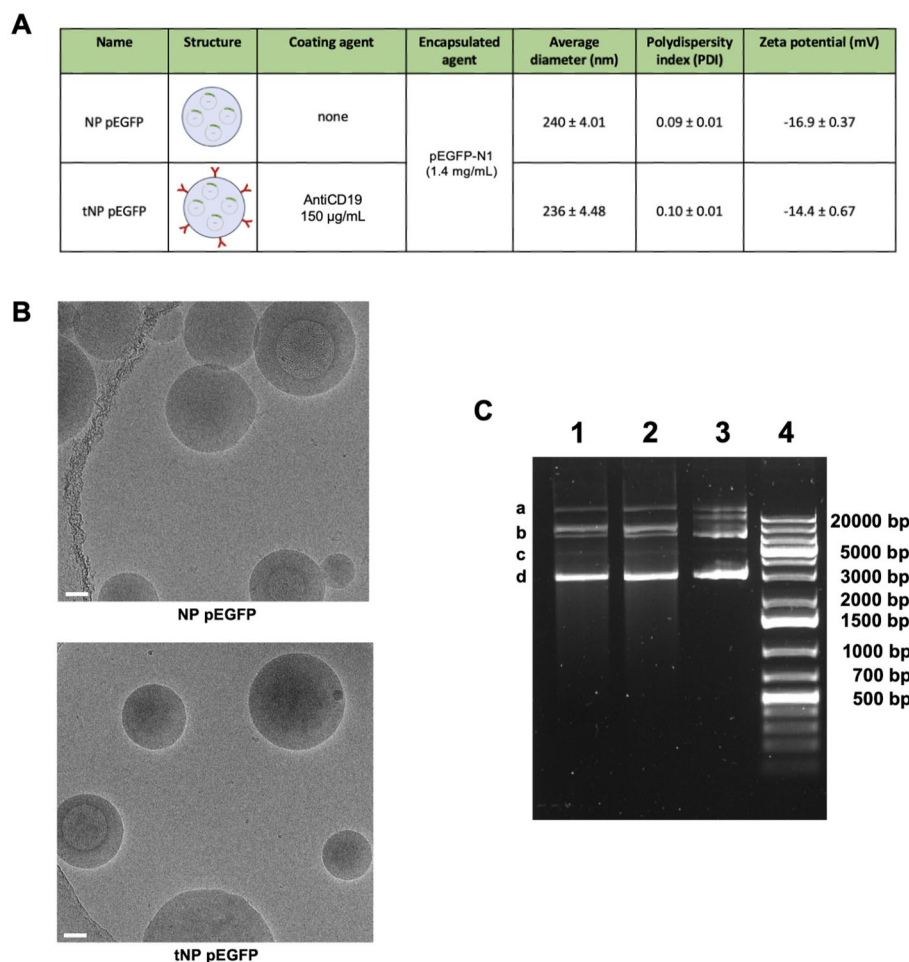 A
Name Structure Coating agent Encapsulated agent Average diameter (nm) Polydispersity index (PDI) Zeta potential (mV)
NP pEGFP none pEGFP-N1 (1.4 mg/mL) 240 ± 4.01 0.09 ± 0.01 -16.9 ± 0.37
tNP pEGFP AntiCD19 150 µg/mL 236 ± 4.48 0.10 ± 0.01 -14.4 ± 0.67
B
NP pEGFP
tNP pEGFP
C
1 2 3 4
a
b
c
d
20000 bp
5000 bp
3000 bp
2000 bp
1500 bp
1000 bp
700 bp
500 bp